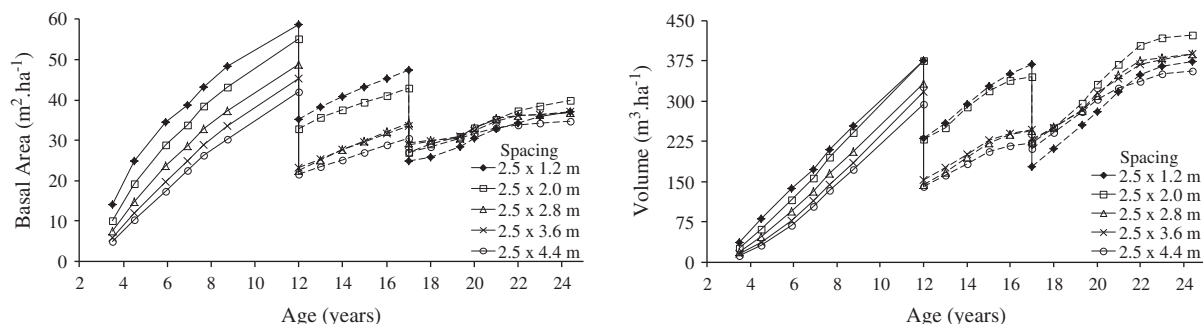 60
50
40
30
20
10
0
Basal Area (m².ha⁻¹)
2 4 6 8 10 12 14 16 18 20 22 24
Age (years)
Spacing
2.5 x 1.2 m
2.5 x 2.0 m
2.5 x 2.8 m
2.5 x 3.6 m
2.5 x 4.4 m
450
375
300
225
150
75
0
Volume (m³.ha⁻¹)
2 4 6 8 10 12 14 16 18 20 22 24
Age (years)
Spacing
2.5 x 1.2 m
2.5 x 2.0 m
2.5 x 2.8 m
2.5 x 3.6 m
2.5 x 4.4 m